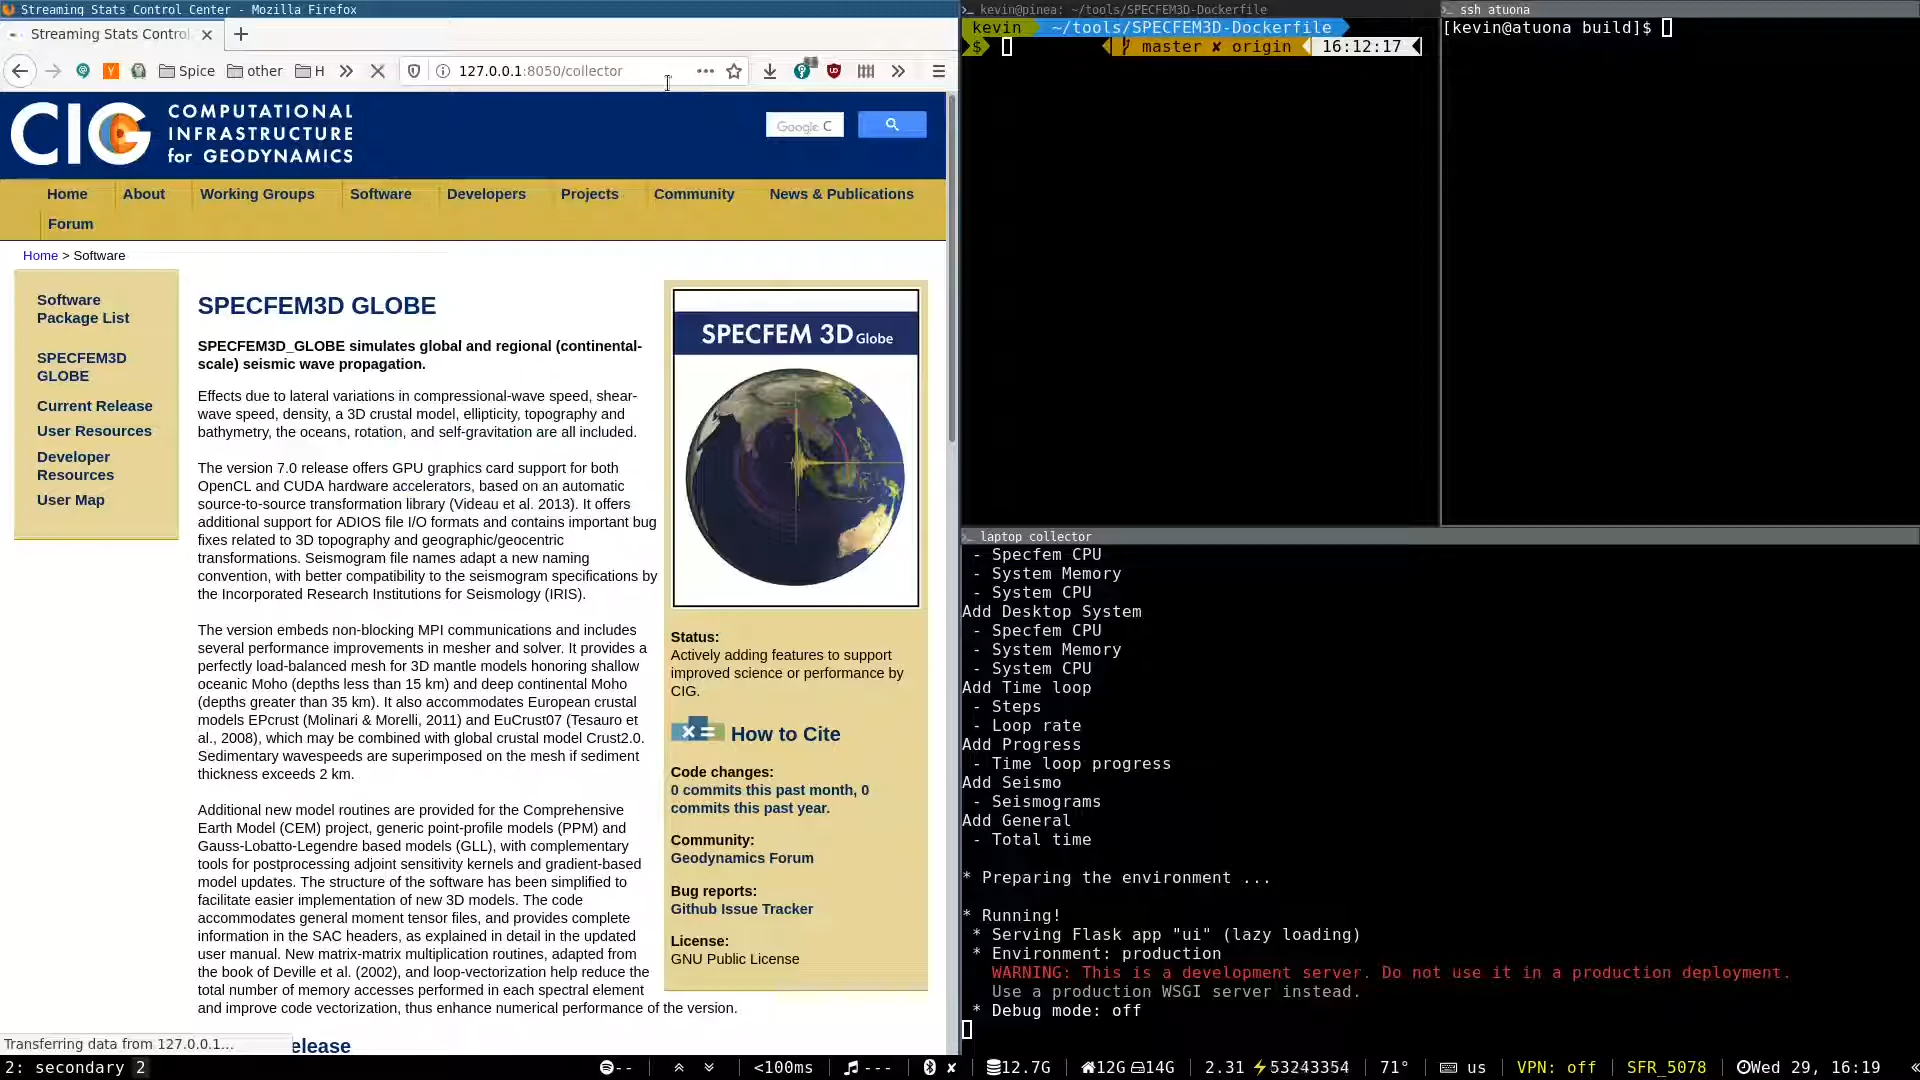 Streaming Stats Control Center - Mozilla Firefox
Streaming Stats Control
Spice
other
H
127.0.0.1:8050/collector
CIG
COMPUTATIONAL
INFRASTRUCTURE
for GEODYNAMICS
Google C
Home
About
Working Groups
Software
Developers
Projects
Community
News & Publications
Forum
Home > Software
Software
Package List
SPECFEM3D
GLOBE
Current Release
User Resources
Developer
Resources
User Map
SPECFEM3D GLOBE
SPECFEM3D_GLOBE simulates global and regional (continental-
scale) seismic wave propagation.
Effects due to lateral variations in compressional-wave speed, shear-
wave speed, density, a 3D crustal model, ellipticity, topography and
bathymetry, the oceans, rotation, and self-gravitation are all included.
The version 7.0 release offers GPU graphics card support for both
OpenCL and CUDA hardware accelerators, based on an automatic
source-to-source transformation library (Videau et al. 2013). It offers
additional support for ADIOS file I/O formats and contains important bug
fixes related to 3D topography and geographic/geocentric
transformations. Seismogram file names adapt a new naming
convention, with better compatibility to the seismogram specifications by
the Incorporated Research Institutions for Seismology (IRIS).
The version embeds non-blocking MPI communications and includes
several performance improvements in mesher and solver. It provides a
perfectly load-balanced mesh for 3D mantle models honoring shallow
oceanic Moho (depths less than 15 km) and deep continental Moho
(depths greater than 35 km). It also accommodates European crustal
models EPcrust (Molinari & Morelli, 2011) and EuCrust07 (Tesauro et
al., 2008), which may be combined with global crustal model Crust2.0.
Sedimentary wavespeeds are superimposed on the mesh if sediment
thickness exceeds 2 km.
Additional new model routines are provided for the Comprehensive
Earth Model (CEM) project, generic point-profile models (PPM) and
Gauss-Lobatto-Legendre based models (GLL), with complementary
tools for postprocessing adjoint sensitivity kernels and gradient-based
model updates. The structure of the software has been simplified to
facilitate easier implementation of new 3D models. The code
accommodates general moment tensor files, and provides complete
information in the SAC headers, as explained in detail in the updated
user manual. New matrix-matrix multiplication routines, adapted from
the book of Deville et al. (2002), and loop-vectorization help reduce the
total number of memory accesses performed in each spectral element
and improve code vectorization, thus enhance numerical performance of the version.
elease
Transferring data from 127.0.0.1...
SPECFEM 3D Globe
Status:
Actively adding features to support
improved science or performance by
CIG.
How to Cite
Code changes:
0 commits this past month, 0
commits this past year.
Community:
Geodynamics Forum
Bug reports:
Github Issue Tracker
License:
GNU Public License
kevin@pinea: ~/tools/SPECFEM3D-Dockerfile
kevin ~/tools/SPECFEM3D-Dockerfile
$ master ✘ origin 16:12:17
ssh atuona
[kevin@atuona build]$
laptop collector
- Specfem CPU
- System Memory
- System CPU
Add Desktop System
- Specfem CPU
- System Memory
- System CPU
Add Time loop
- Steps
- Loop rate
Add Progress
- Time loop progress
Add Seismo
- Seismograms
Add General
- Total time
* Preparing the environment ...
* Running!
* Serving Flask app "ui" (lazy loading)
* Environment: production
WARNING: This is a development server. Do not use it in a production deployment.
Use a production WSGI server instead.
* Debug mode: off
2: secondary 2
--
<100ms
---
12.7G
12G 14G
2.31 ⚡53243354
71°
us
VPN: off
SFR_5078
Wed 29, 16:19